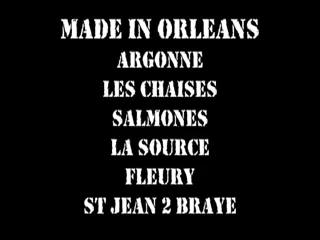 MADE IN ORLEANS
ARGONNE
LES CHAISES
SALMONES
LA SOURCE
FLEURY
ST JEAN 2 BRAYE